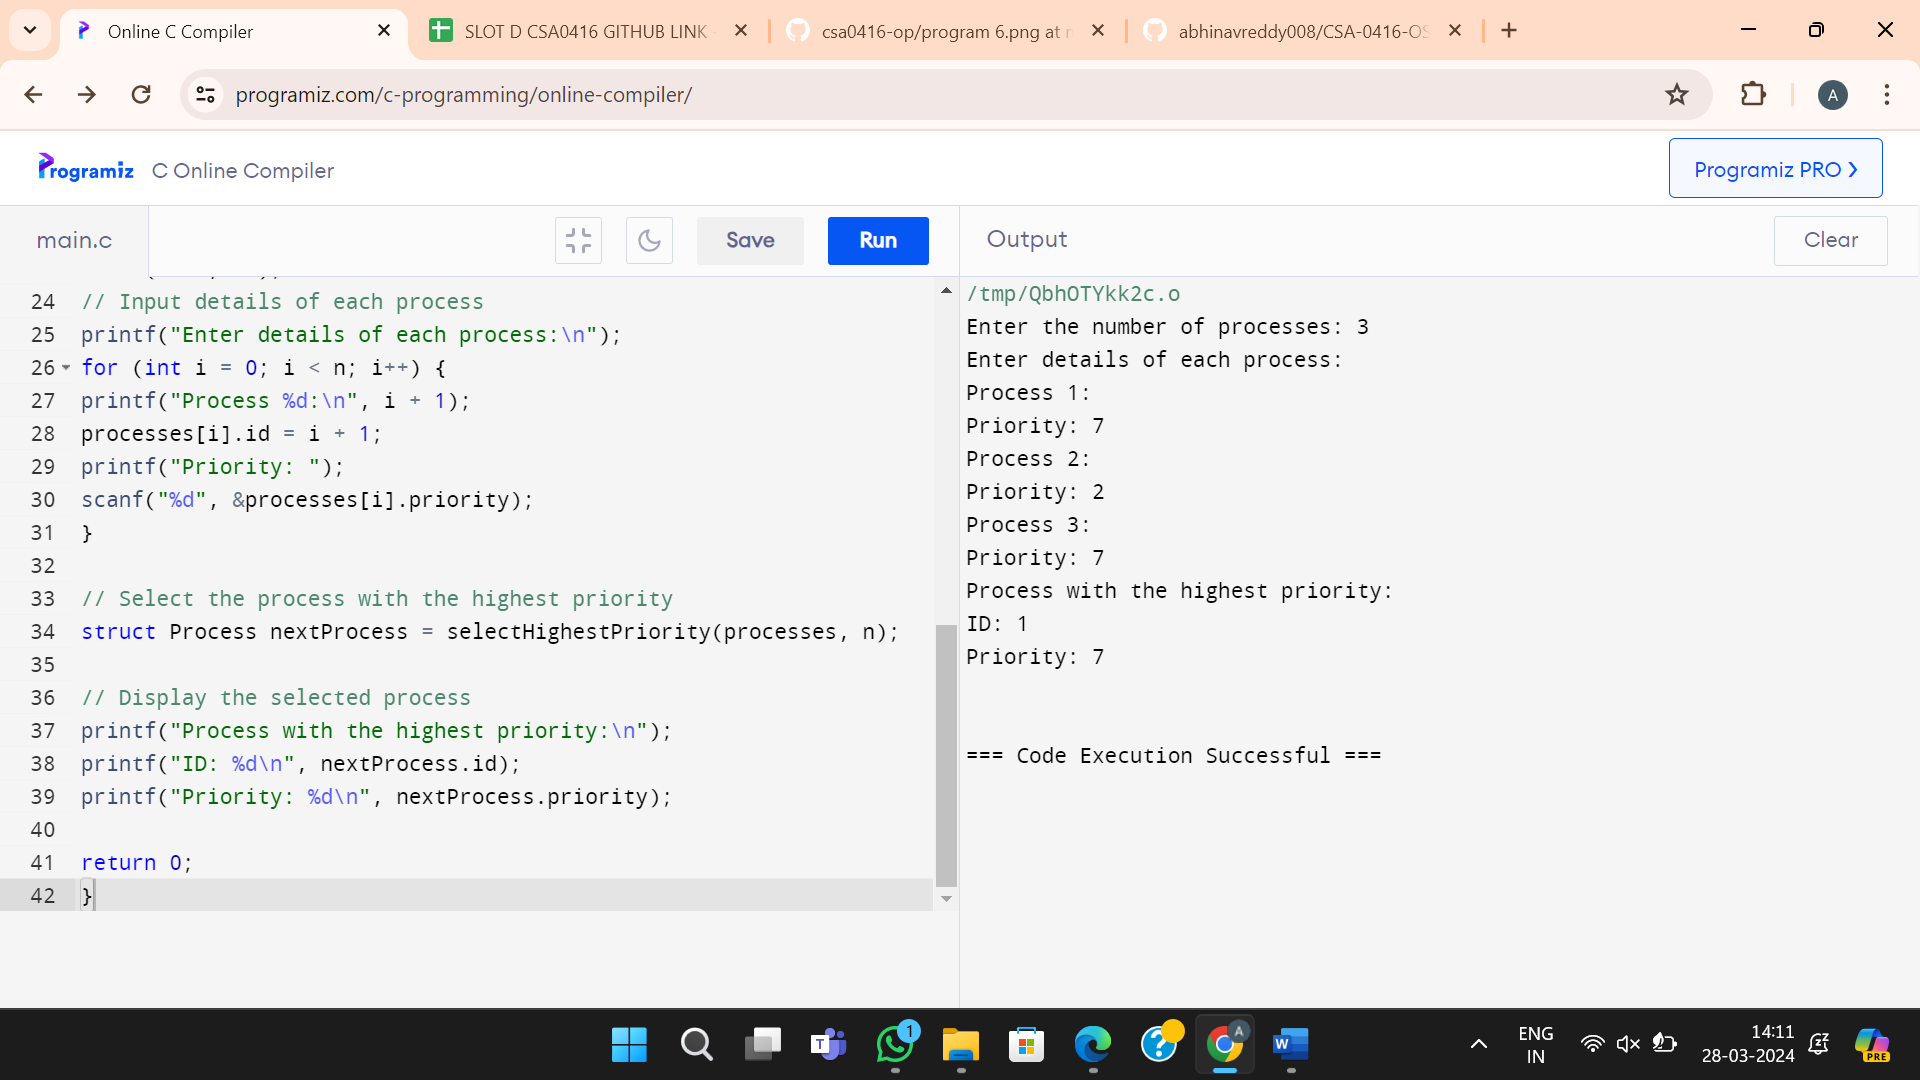 Online C Compiler
SLOT D CSA0416 GITHUB LINK
csa0416-op/program 6.png at
abhinavreddy008/CSA-0416-OS
programiz.com/c-programming/online-compiler/
A
Programiz
C Online Compiler
Programiz PRO
main.c
Save
Run
Output
Clear
24 // Input details of each process
25 printf("Enter details of each process:\n");
26 for (int i = 0; i < n; i++) {
27 printf("Process %d:\n", i + 1);
28 processes[i].id = i + 1;
29 printf("Priority: ");
30 scanf("%d", &processes[i].priority);
31 }
32
33 // Select the process with the highest priority
34 struct Process nextProcess = selectHighestPriority(processes, n);
35
36 // Display the selected process
37 printf("Process with the highest priority:\n");
38 printf("ID: %d\n", nextProcess.id);
39 printf("Priority: %d\n", nextProcess.priority);
40
41 return 0;
42 }
/tmp/QbhOTYkk2c.o
Enter the number of processes: 3
Enter details of each process:
Process 1:
Priority: 7
Process 2:
Priority: 2
Process 3:
Priority: 7
Process with the highest priority:
ID: 1
Priority: 7
=== Code Execution Successful ===
T
1
?
A
W
ENG
IN
14:11
28-03-2024
PRE